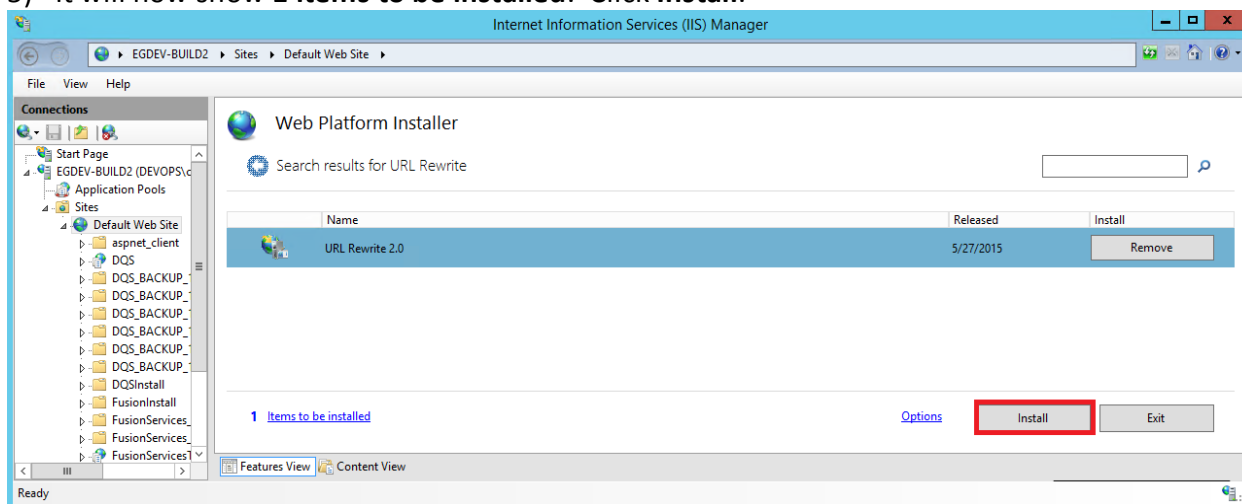 Internet Information Services (IIS) Manager
EGDEV-BUILD2 Sites Default Web Site
File View Help
Connections
Start Page
EGDEV-BUILD2 (DEVOPS\c
Application Pools
Sites
Default Web Site
aspnet_client
DQS
DQS_BACKUP_
DQS_BACKUP_
DQS_BACKUP_
DQS_BACKUP_
DQS_BACKUP_
DQS_BACKUP_
DQSInstall
FusionInstall
FusionServices_
FusionServices_
FusionServicesT
Web Platform Installer
Search results for URL Rewrite
Name Released Install
URL Rewrite 2.0 5/27/2015 Remove
1 Items to be installed Options Install Exit
Features View Content View
Ready